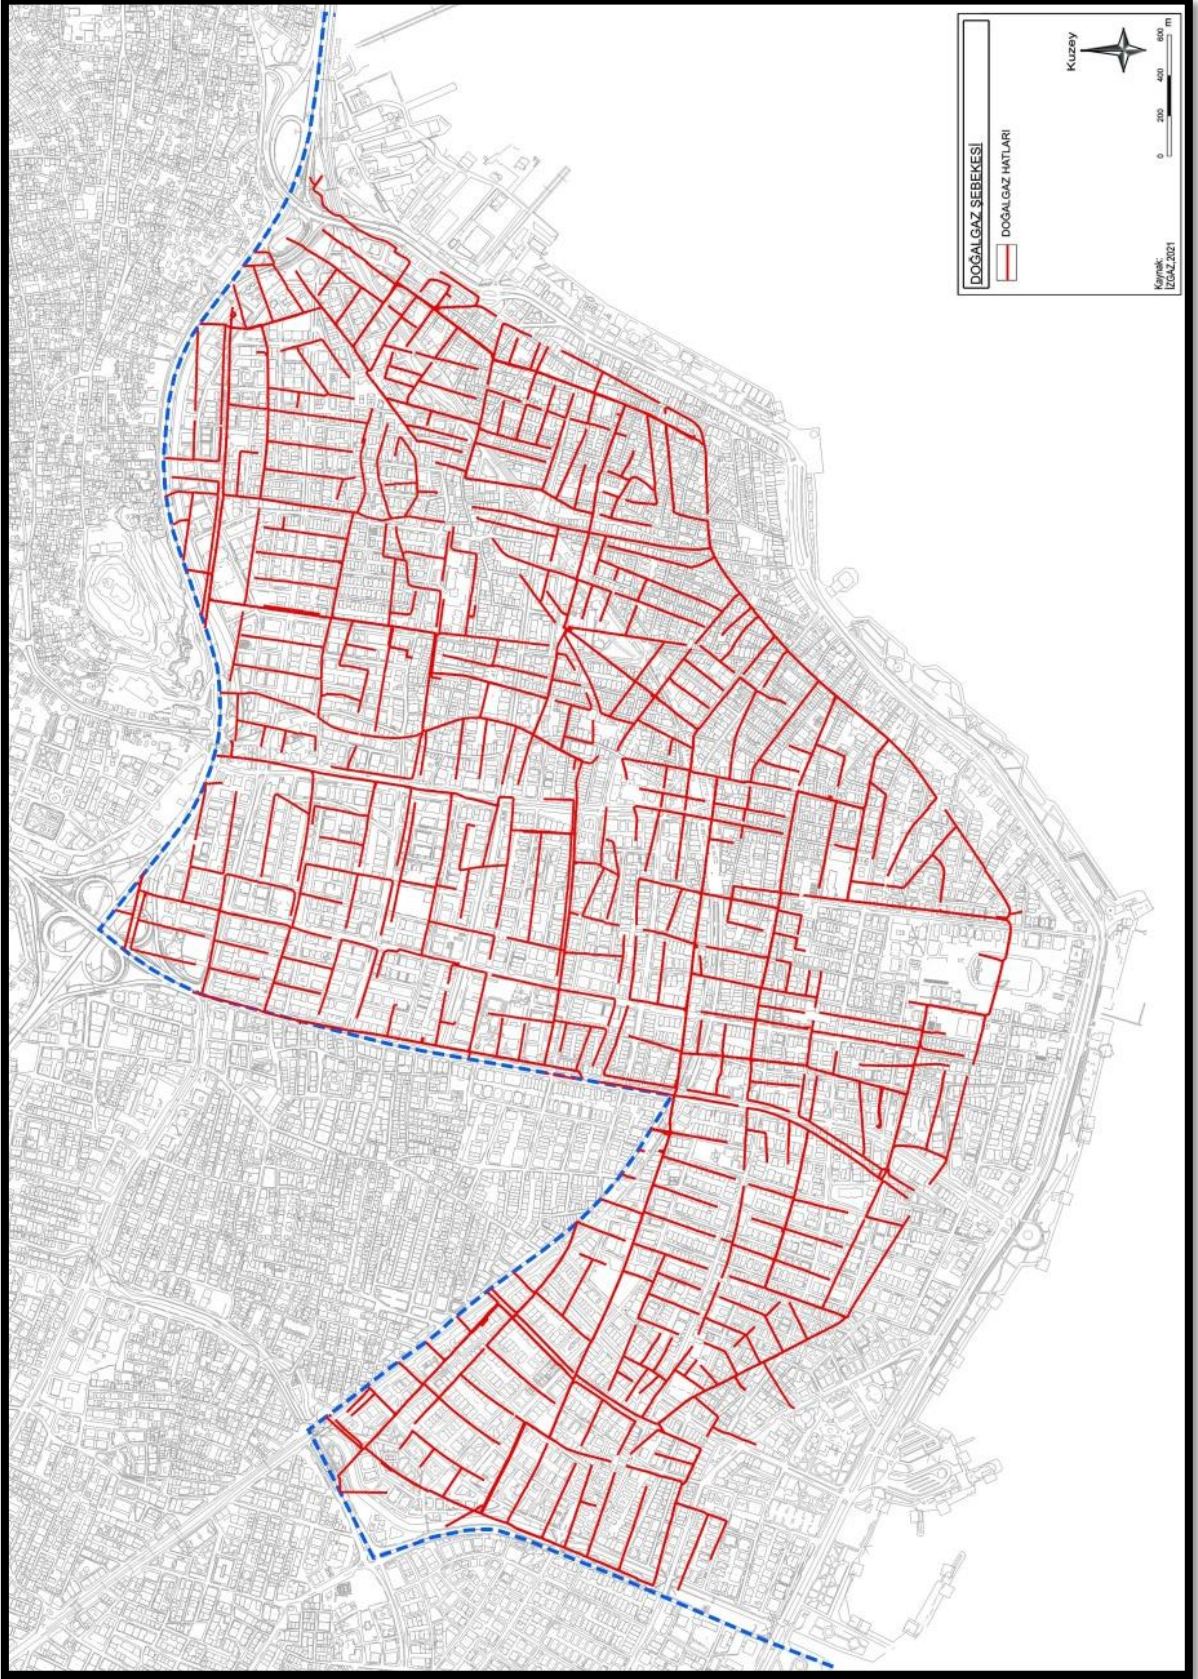 DOĞALGAZ ŞEBEKESİ
DOĞALGAZ HATLARI
Kaynak:
İZGAZ,2021
Kuzey
0 200 400 600 m